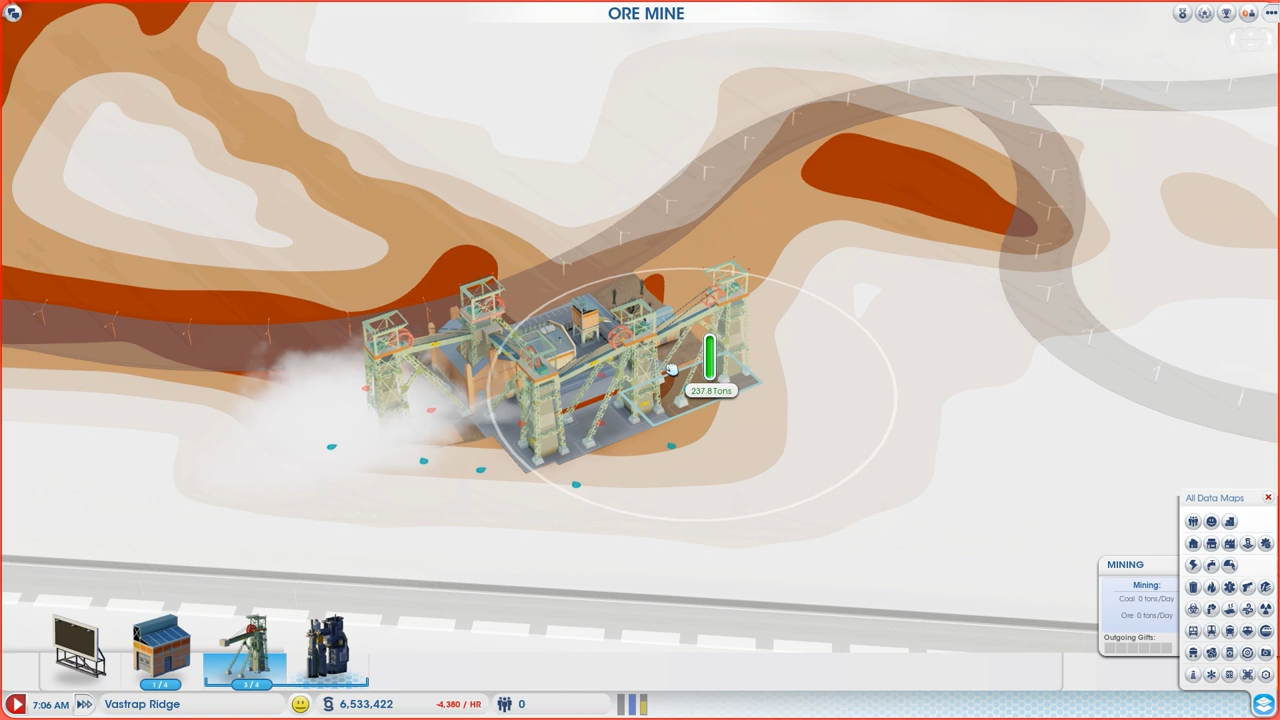 ORE MINE
237.8 Tons
All Data Maps
MINING
Mining:
Coal 0 tons/Day
Ore 0 tons/Day
Outgoing Gifts:
1 / 4
3 / 4
7:06 AM
Vastrap Ridge
6,533,422
-4,380 / HR
0